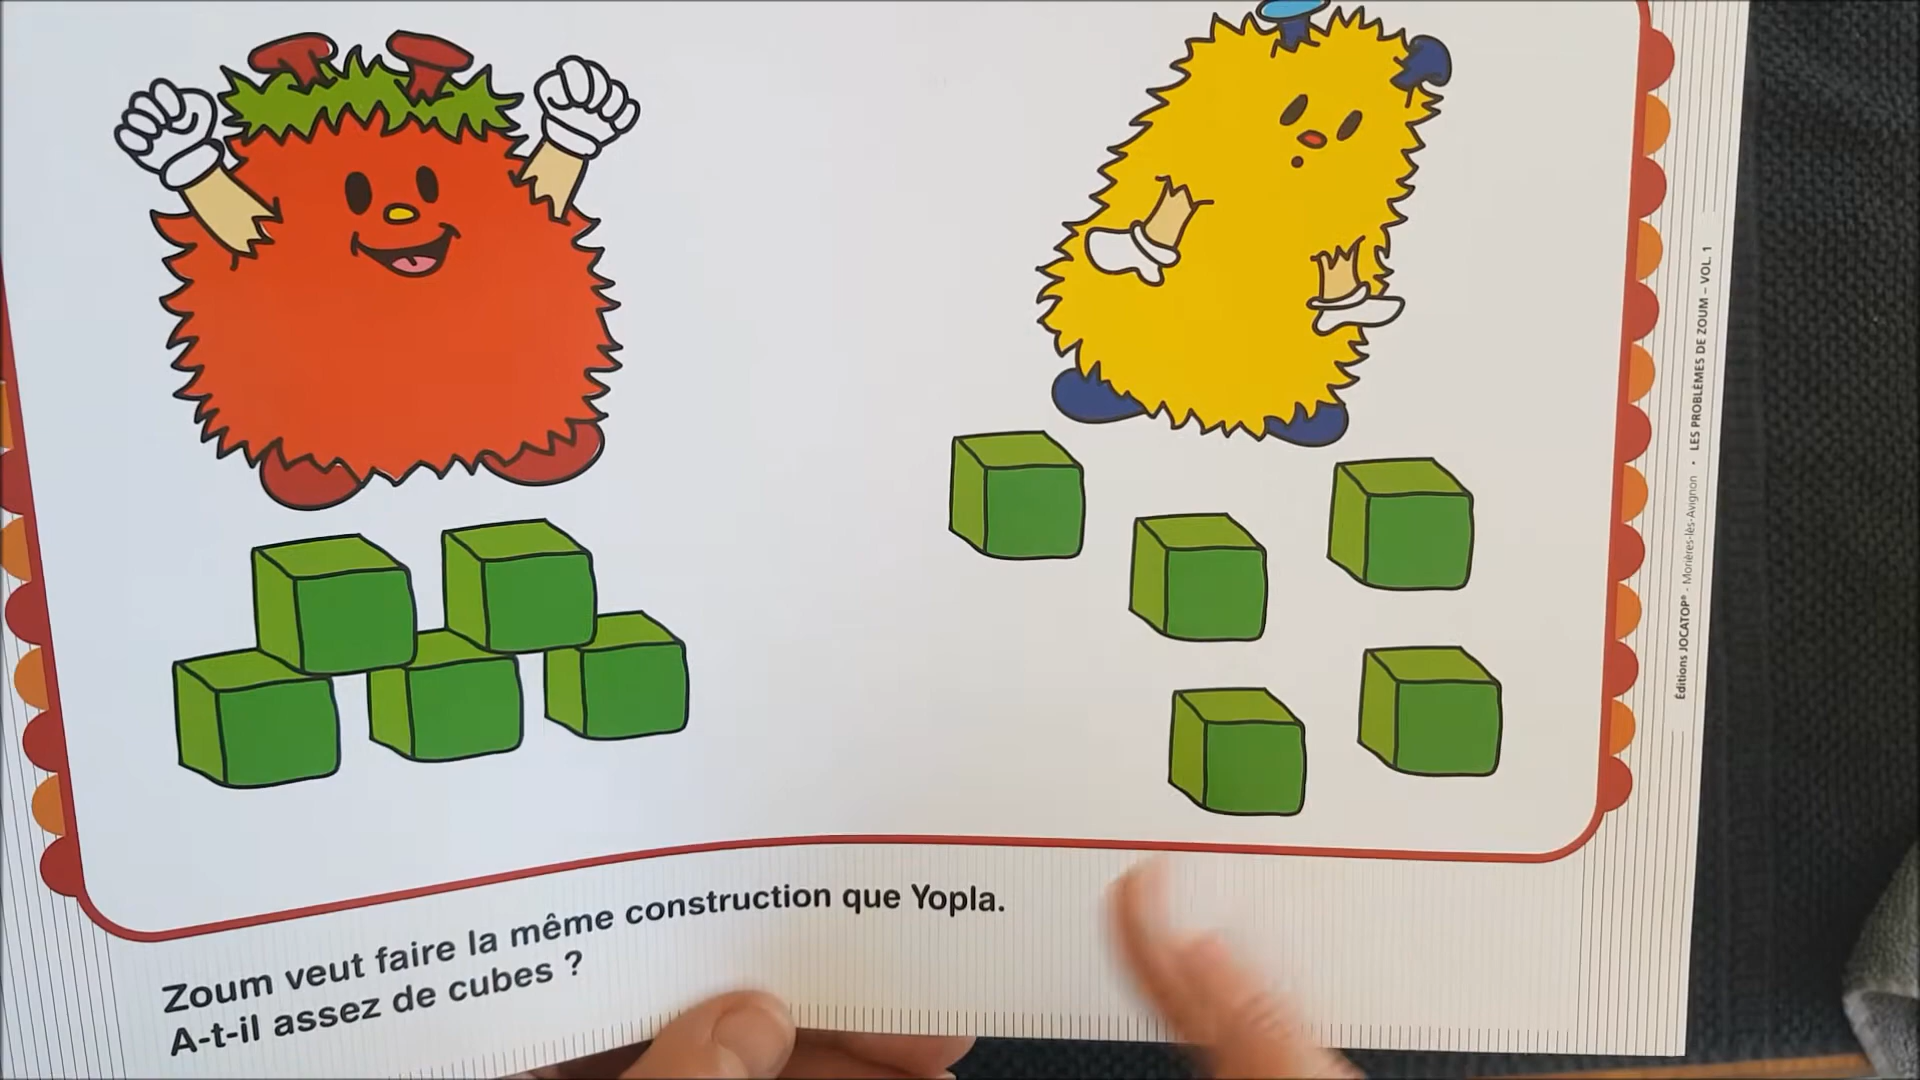 Zoum veut faire la même construction que Yopla.
A-t-il assez de cubes ?
Éditions JOCATOP® - Morières-lès-Avignon • LES PROBLÈMES DE ZOUM – VOL. 1